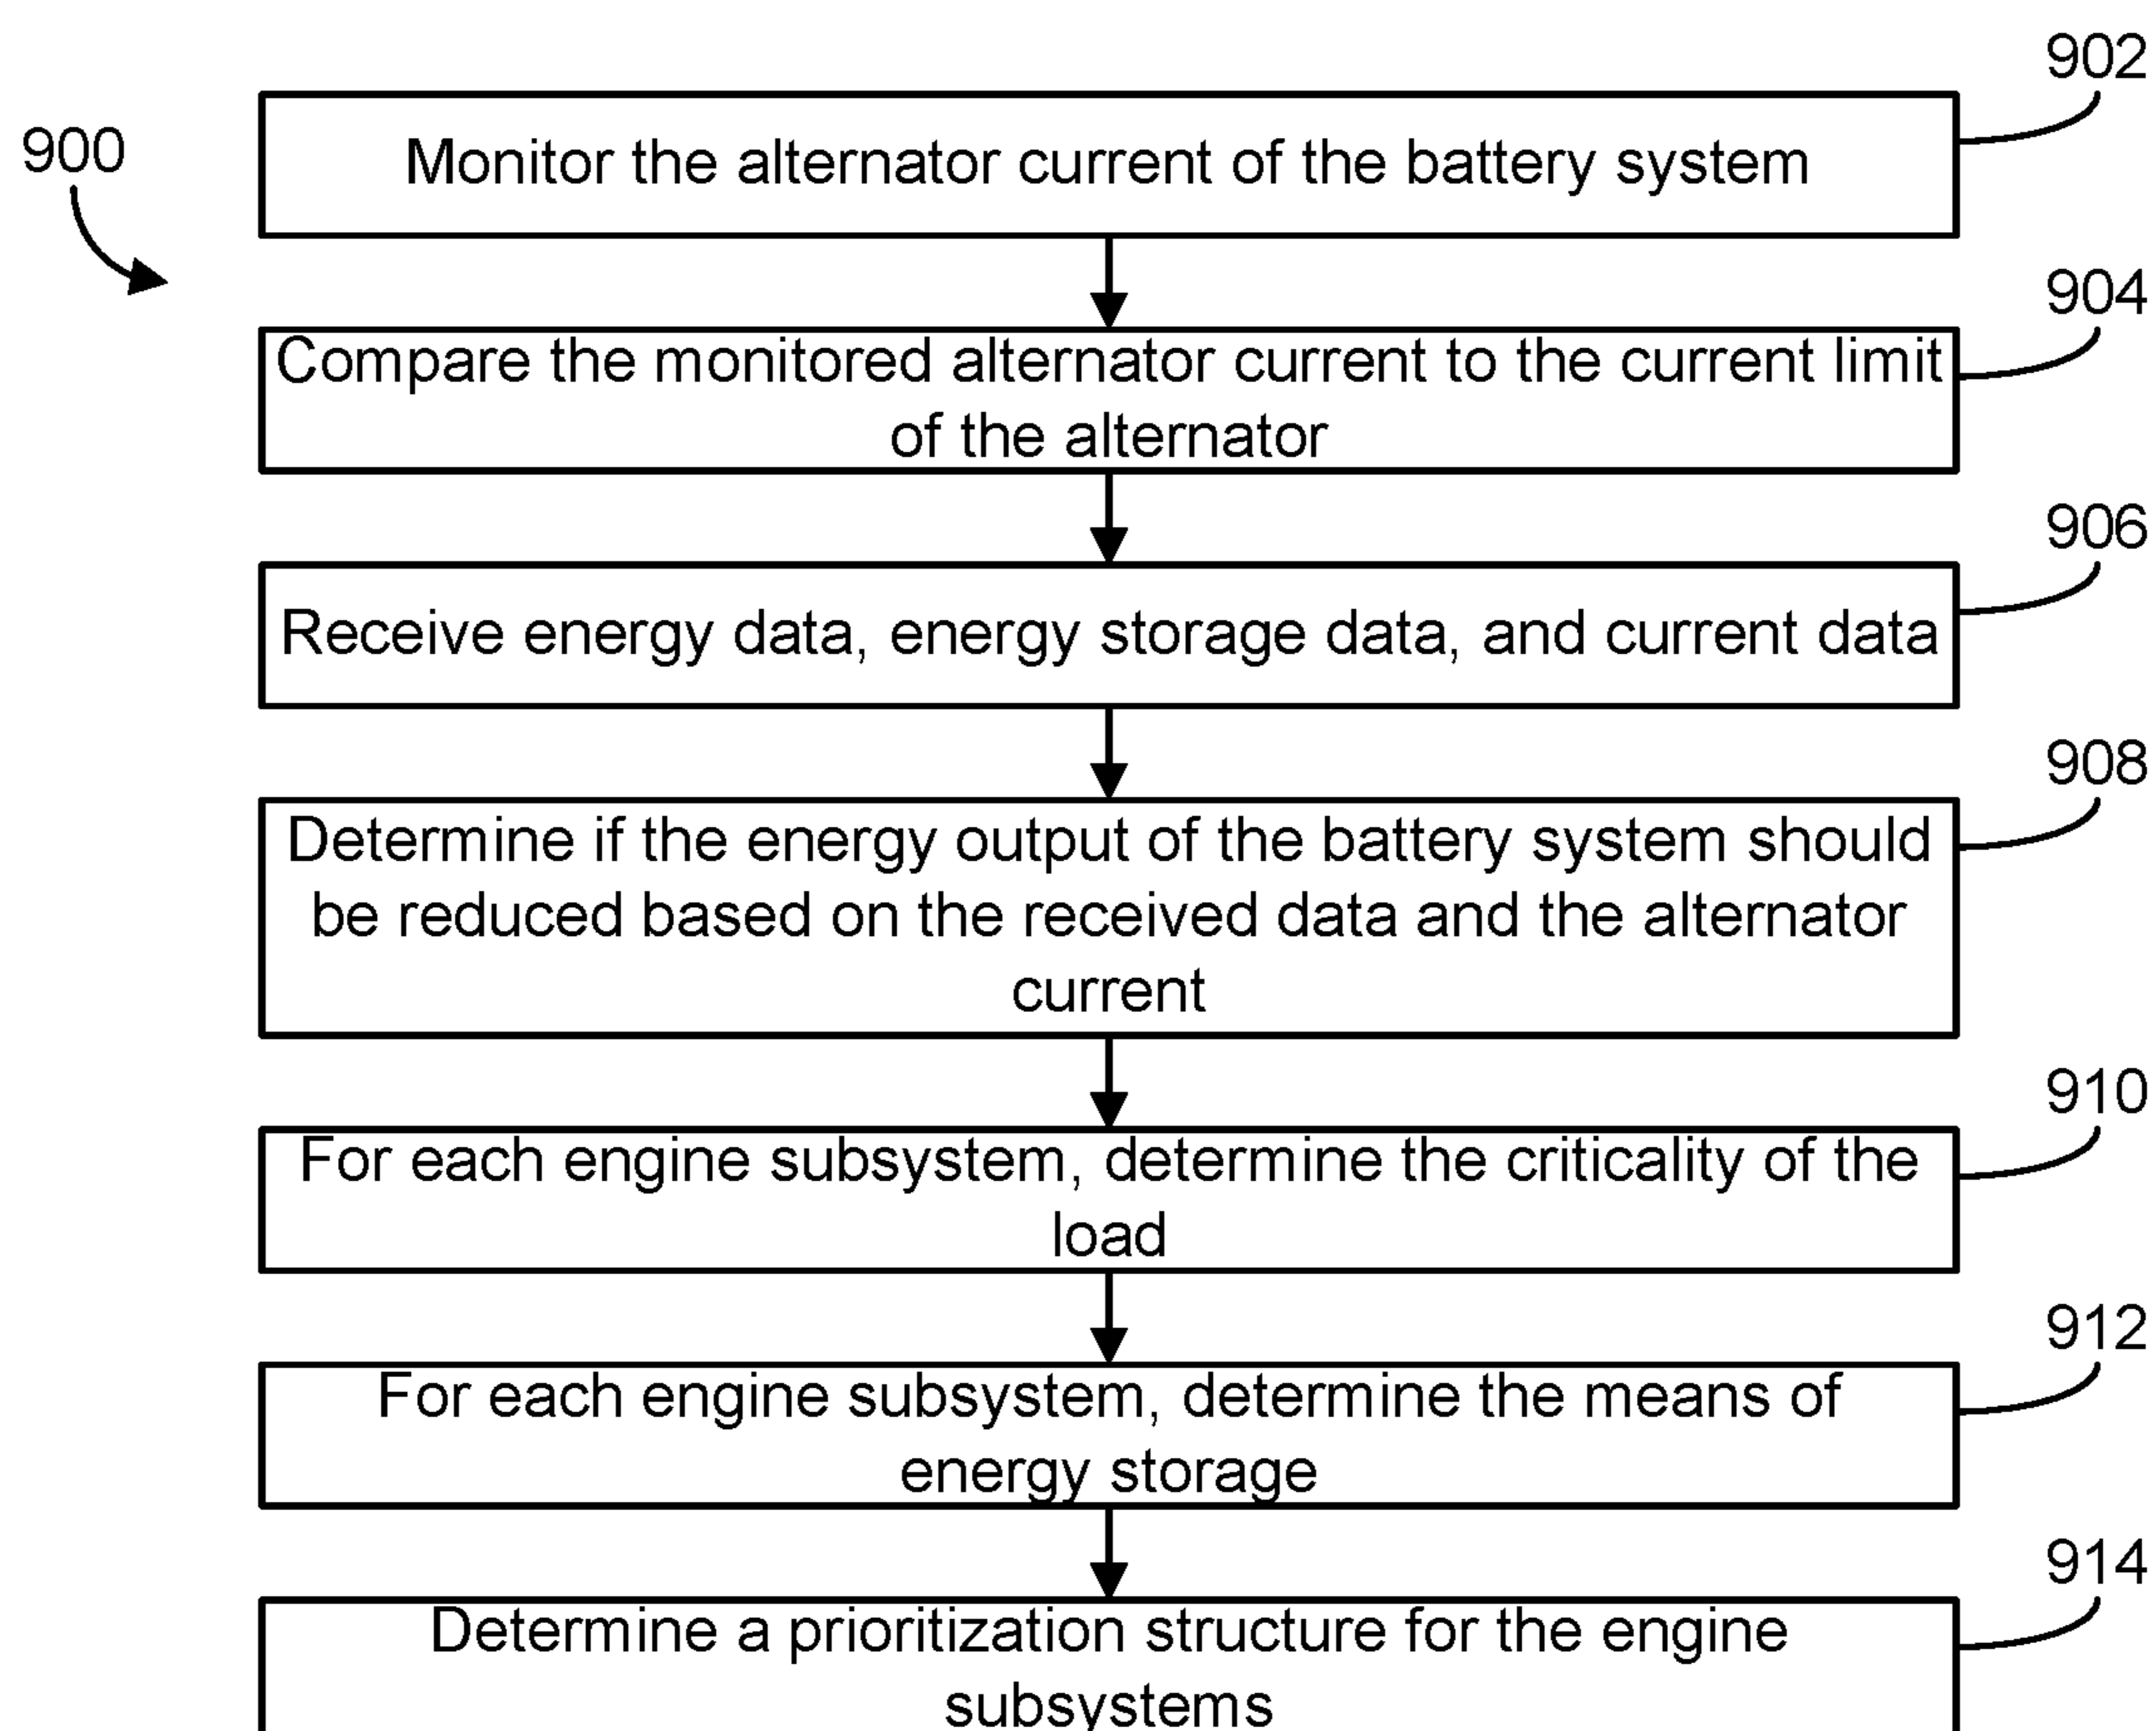 902
900
Monitor the alternator current of the battery system
904
Compare the monitored alternator current to the current limit
of the alternator
906
Receive energy data, energy storage data, and current data
908
Determine if the energy output of the battery system should
be reduced based on the received data and the alternator
current
910
For each engine subsystem, determine the criticality of the
load
912
For each engine subsystem, determine the means of
energy storage
914
Determine a prioritization structure for the engine
subsystems